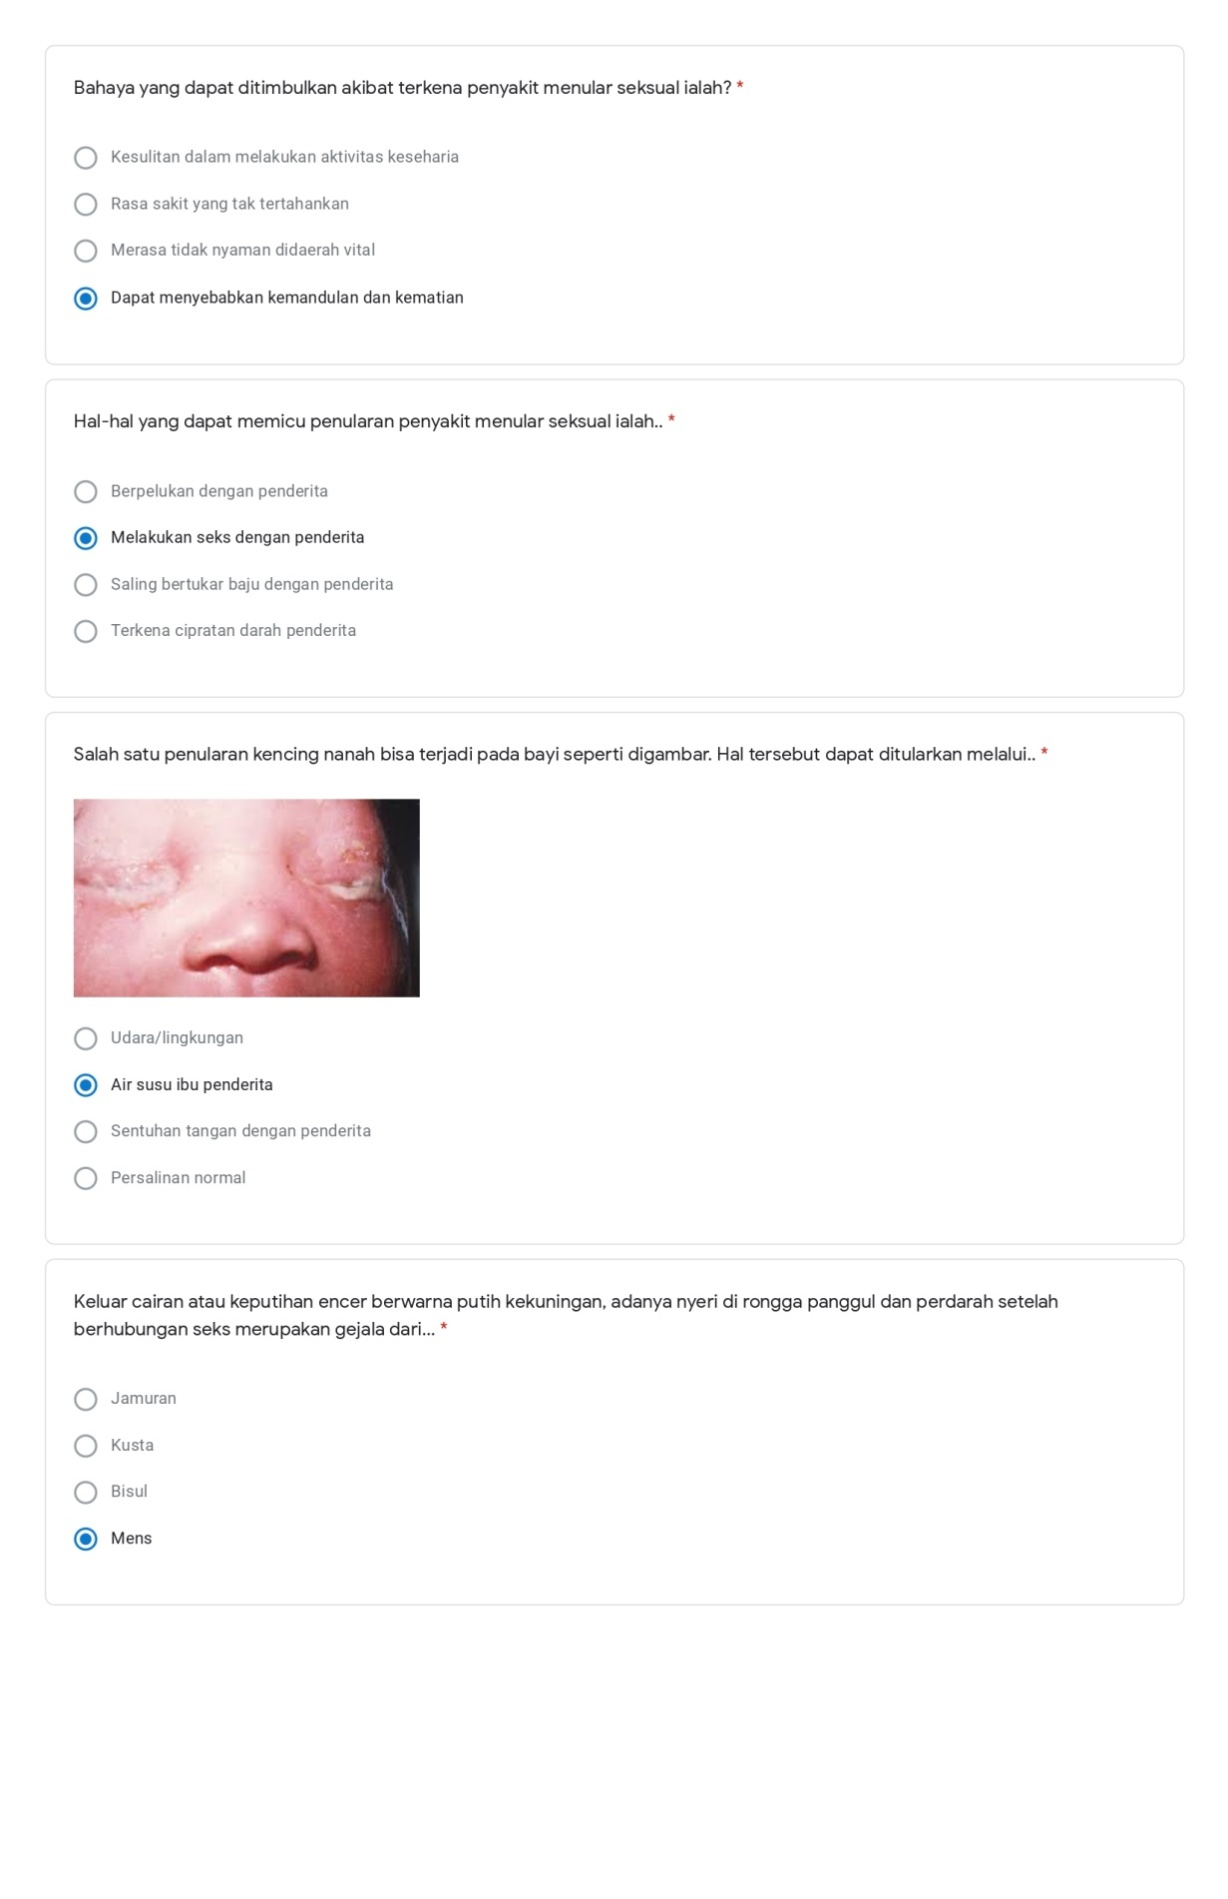 Bahaya yang dapat ditimbulkan akibat terkena penyakit menular seksual ialah? *
Kesulitan dalam melakukan aktivitas keseharia
Rasa sakit yang tak tertahankan
Merasa tidak nyaman didaerah vital
Dapat menyebabkan kemandulan dan kematian
Hal-hal yang dapat memicu penularan penyakit menular seksual ialah.. *
Berpelukan dengan penderita
Melakukan seks dengan penderita
Saling bertukar baju dengan penderita
Terkena cipratan darah penderita
Salah satu penularan kencing nanah bisa terjadi pada bayi seperti digambar. Hal tersebut dapat ditularkan melalui.. *
Udara/lingkungan
Air susu ibu penderita
Sentuhan tangan dengan penderita
Persalinan normal
Keluar cairan atau keputihan encer berwarna putih kekuningan, adanya nyeri di rongga panggul dan perdarah setelah
berhubungan seks merupakan gejala dari... *
Jamuran
Kusta
Bisul
Mens